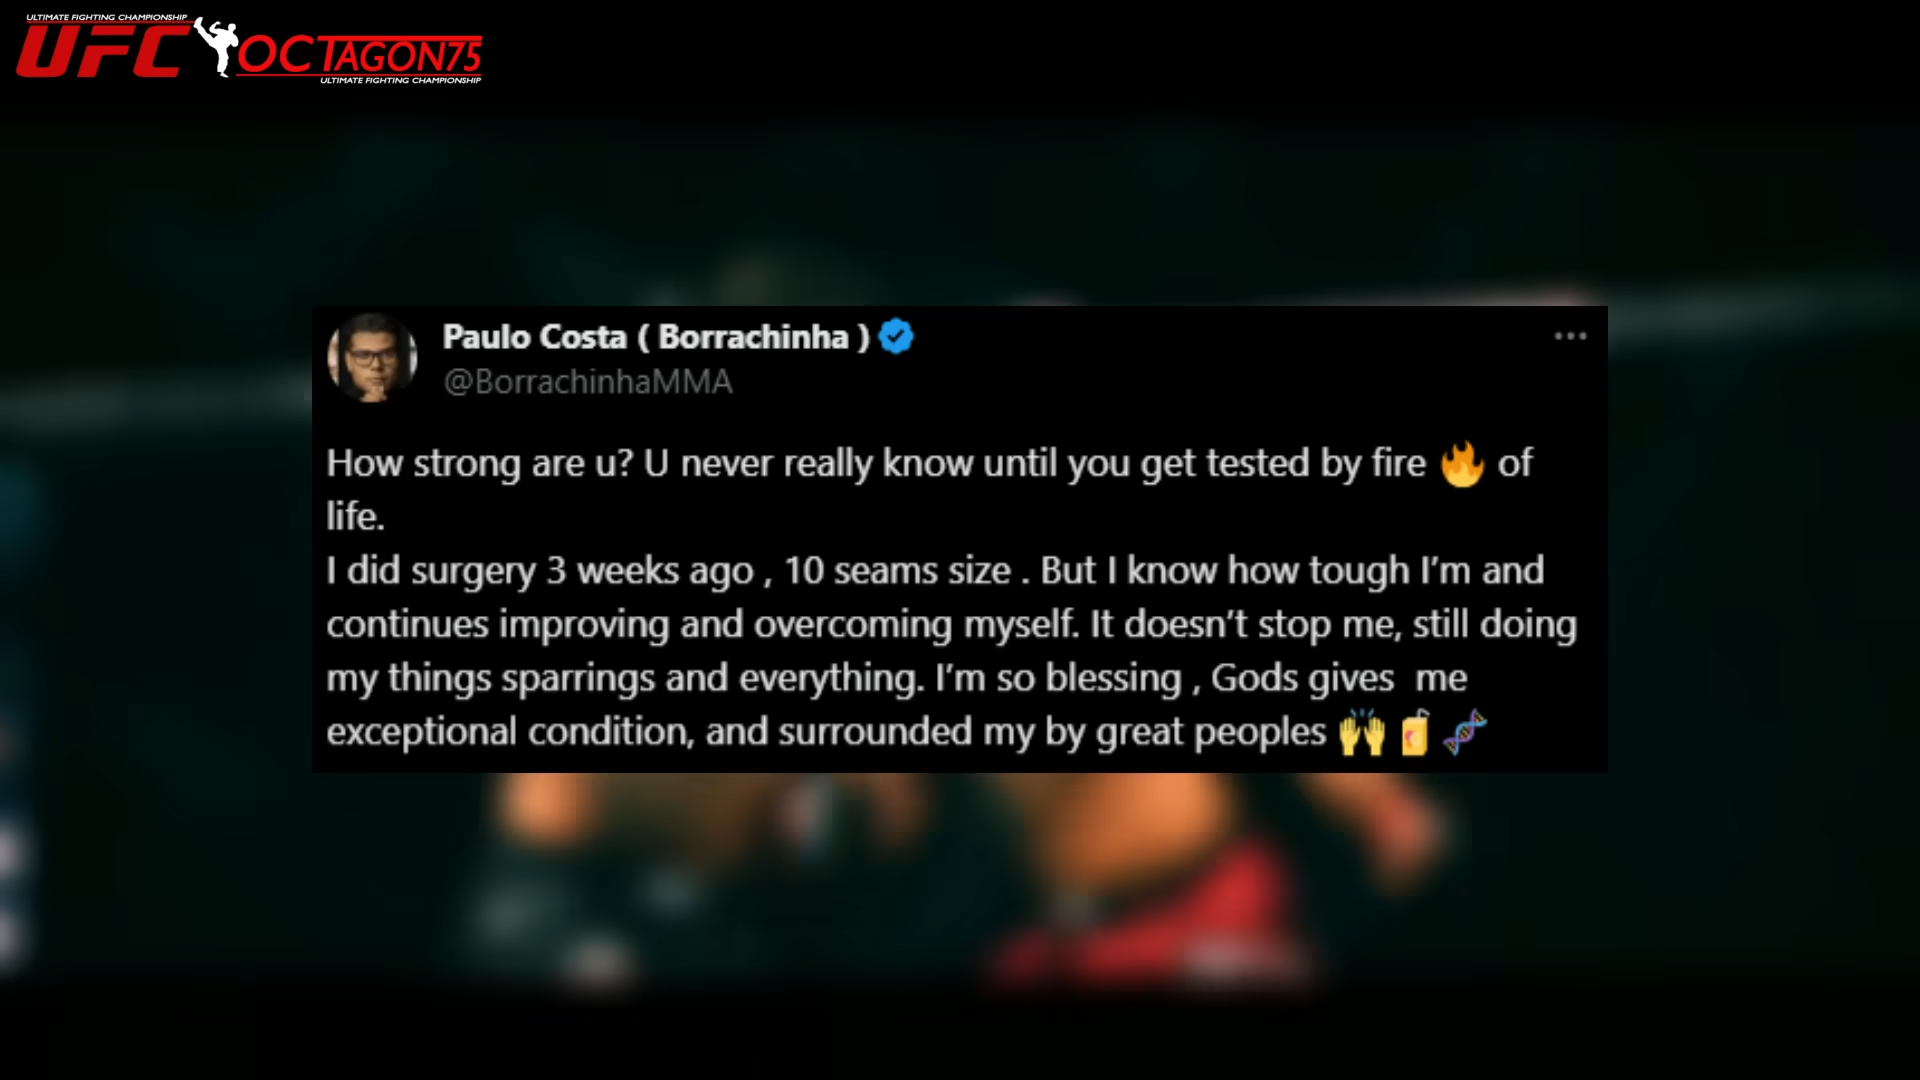 ULTIMATE FIGHTING CHAMPIONSHIP
UFC OCTAGON75
ULTIMATE FIGHTING CHAMPIONSHIP
Paulo Costa ( Borrachinha )
@BorrachinhaMMA
How strong are u? U never really know until you get tested by fire 🔥 of
life.
I did surgery 3 weeks ago , 10 seams size . But I know how tough I’m and
continues improving and overcoming myself. It doesn’t stop me, still doing
my things sparrings and everything. I’m so blessing , Gods gives  me
exceptional condition, and surrounded my by great peoples 🙌 🧃 🧬